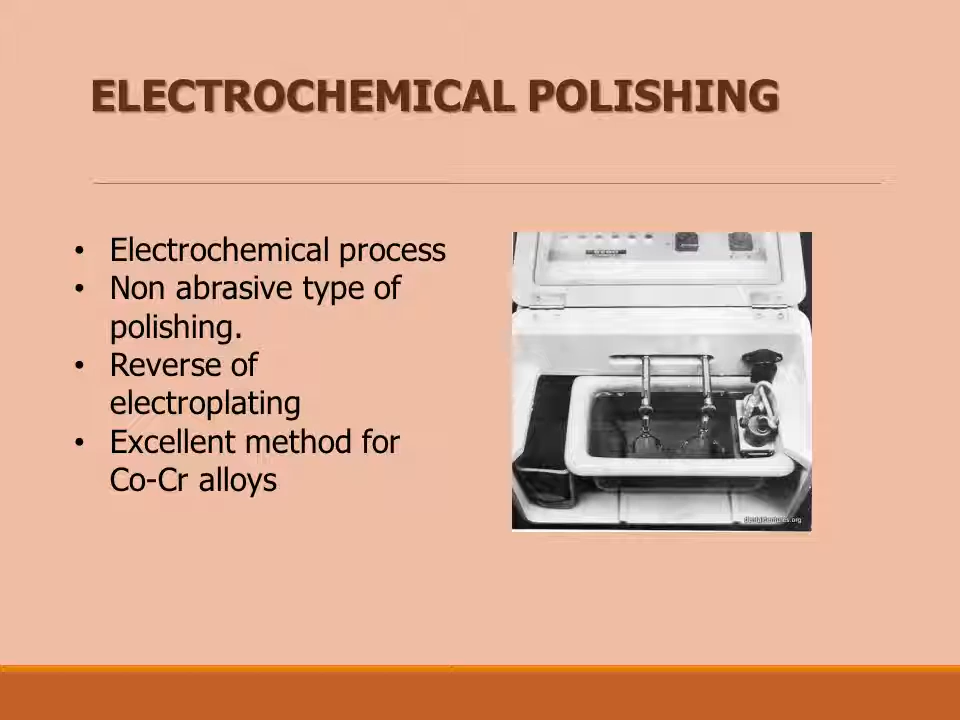 ELECTROCHEMICAL POLISHING
• Electrochemical process
• Non abrasive type of
polishing.
• Reverse of
electroplating
• Excellent method for
Co-Cr alloys